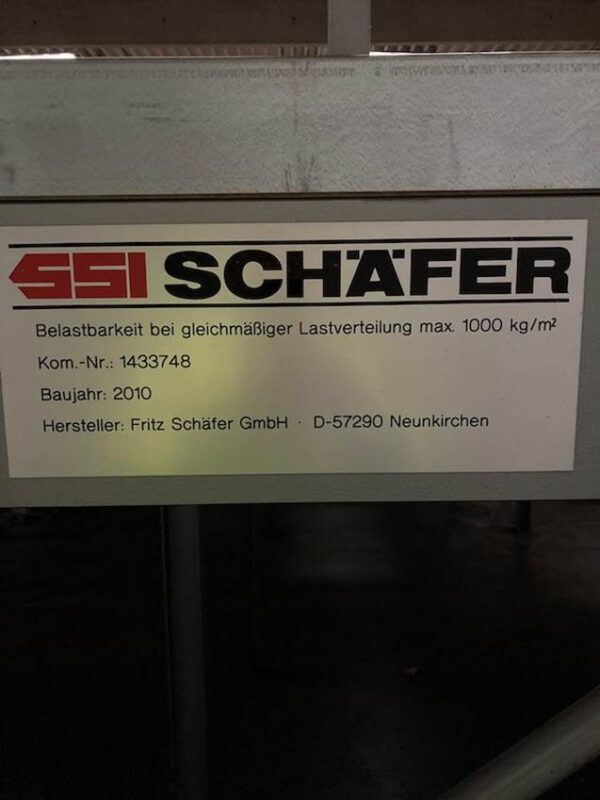 SSI SCHÄFER
Belastbarkeit bei gleichmäßiger Lastverteilung max. 1000 kg/m²
Kom.-Nr.: 1433748
Baujahr: 2010
Hersteller: Fritz Schäfer GmbH · D-57290 Neunkirchen